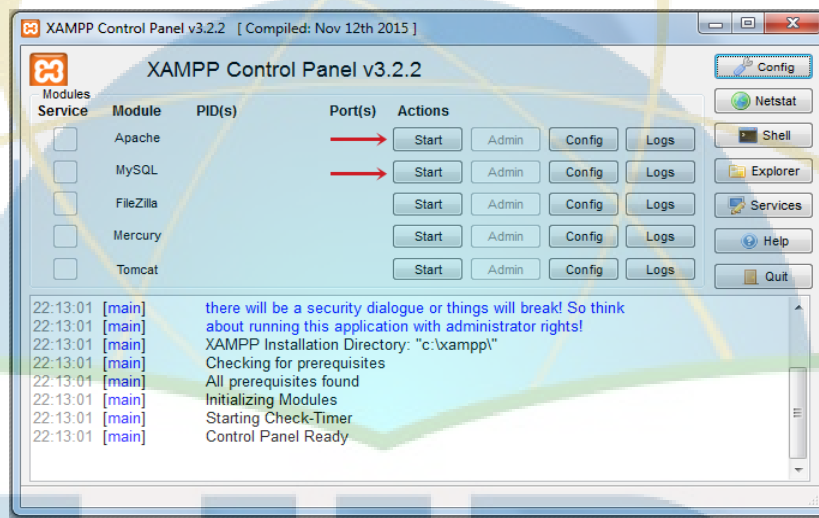 XAMPP Control Panel v3.2.2 [ Compiled: Nov 12th 2015 ]
XAMPP Control Panel v3.2.2
Config
Modules
Service Module PID(s) Port(s) Actions
Netstat
Apache Start Admin Config Logs
Shell
MySQL Start Admin Config Logs
Explorer
FileZilla Start Admin Config Logs
Services
Mercury Start Admin Config Logs
Help
Tomcat Start Admin Config Logs
Quit
22:13:01 [main] there will be a security dialogue or things will break! So think
22:13:01 [main] about running this application with administrator rights!
22:13:01 [main] XAMPP Installation Directory: "c:\xampp\"
22:13:01 [main] Checking for prerequisites
22:13:01 [main] All prerequisites found
22:13:01 [main] Initializing Modules
22:13:01 [main] Starting Check-Timer
22:13:01 [main] Control Panel Ready